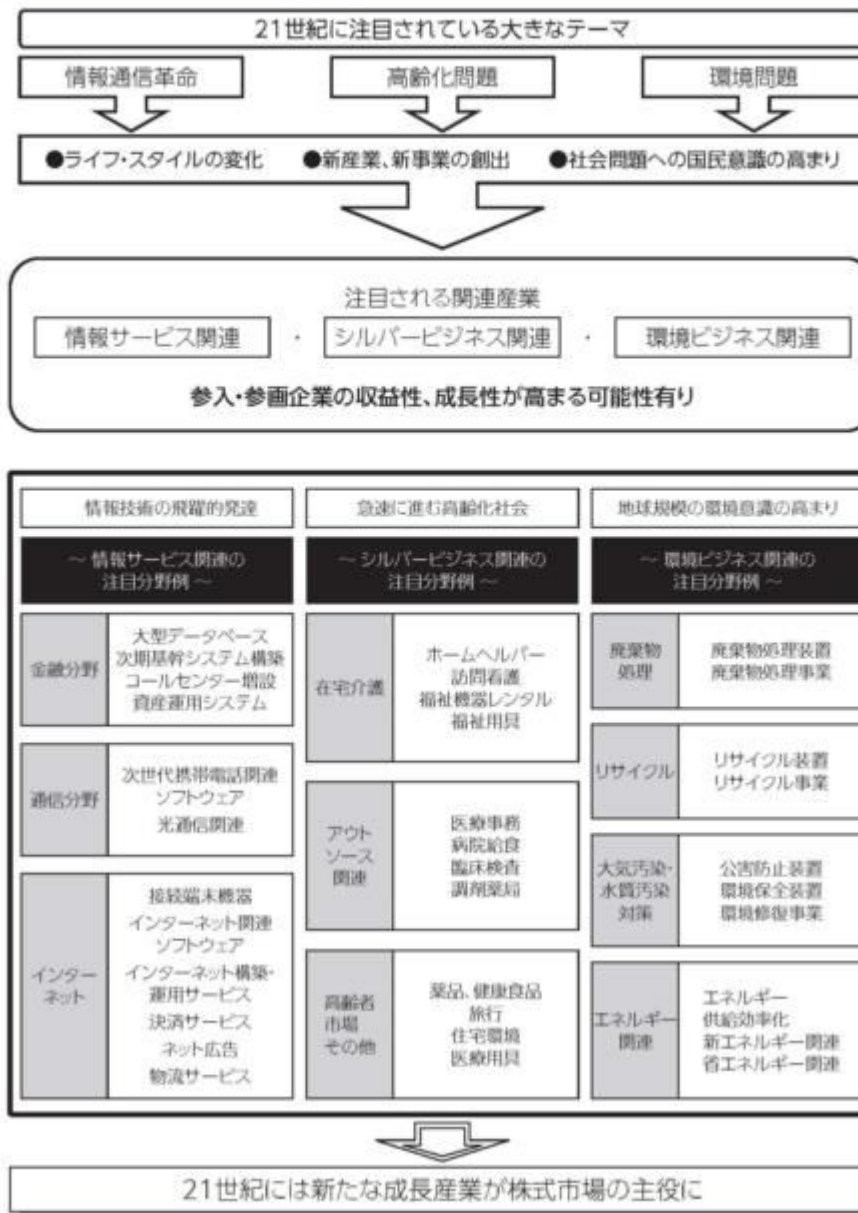 21世紀に注目されている大きなテーマ
情報通信革命
高齢化問題
環境問題
●ライフ・スタイルの変化 ●新産業、新事業の創出 ●社会問題への国民意識の高まり
注目される関連産業
情報サービス関連 ・ シルバービジネス関連 ・ 環境ビジネス関連
参入・参画企業の収益性、成長性が高まる可能性有り
情報技術の飛躍的発達
～ 情報サービス関連の
注目分野例 ～
金融分野
大型データベース
次期基幹システム構築
コールセンター増設
資産運用システム
通信分野
次世代携帯電話関連
ソフトウェア
光通信関連
インター
ネット
接続端末機器
インターネット関連
ソフトウェア
インターネット構築・
運用サービス
決済サービス
ネット広告
物流サービス
急速に進む高齢化社会
～ シルバービジネス関連の
注目分野例 ～
在宅介護
ホームヘルパー
訪問看護
福祉機器レンタル
福祉用具
アウト
ソース
関連
医療事務
病院給食
臨床検査
調剤薬局
高齢者
市場
その他
薬品、健康食品
旅行
住宅環境
医療用具
地球規模の環境意識の高まり
～ 環境ビジネス関連の
注目分野例 ～
廃棄物
処理
廃棄物処理装置
廃棄物処理事業
リサイクル
リサイクル装置
リサイクル事業
大気汚染・
水質汚染
対策
公害防止装置
環境保全装置
環境修復事業
エネルギー
関連
エネルギー
供給効率化
新エネルギー関連
省エネルギー関連
21世紀には新たな成長産業が株式市場の主役に